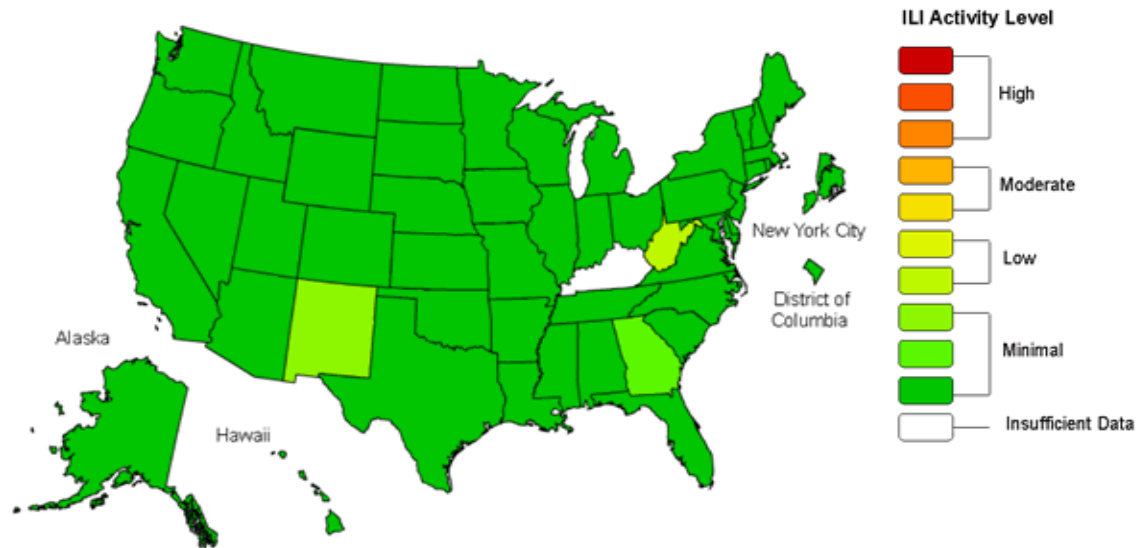 ILI Activity Level
High
Moderate
Low
Minimal
Insufficient Data
New York City
District of
Columbia
Alaska
Hawaii